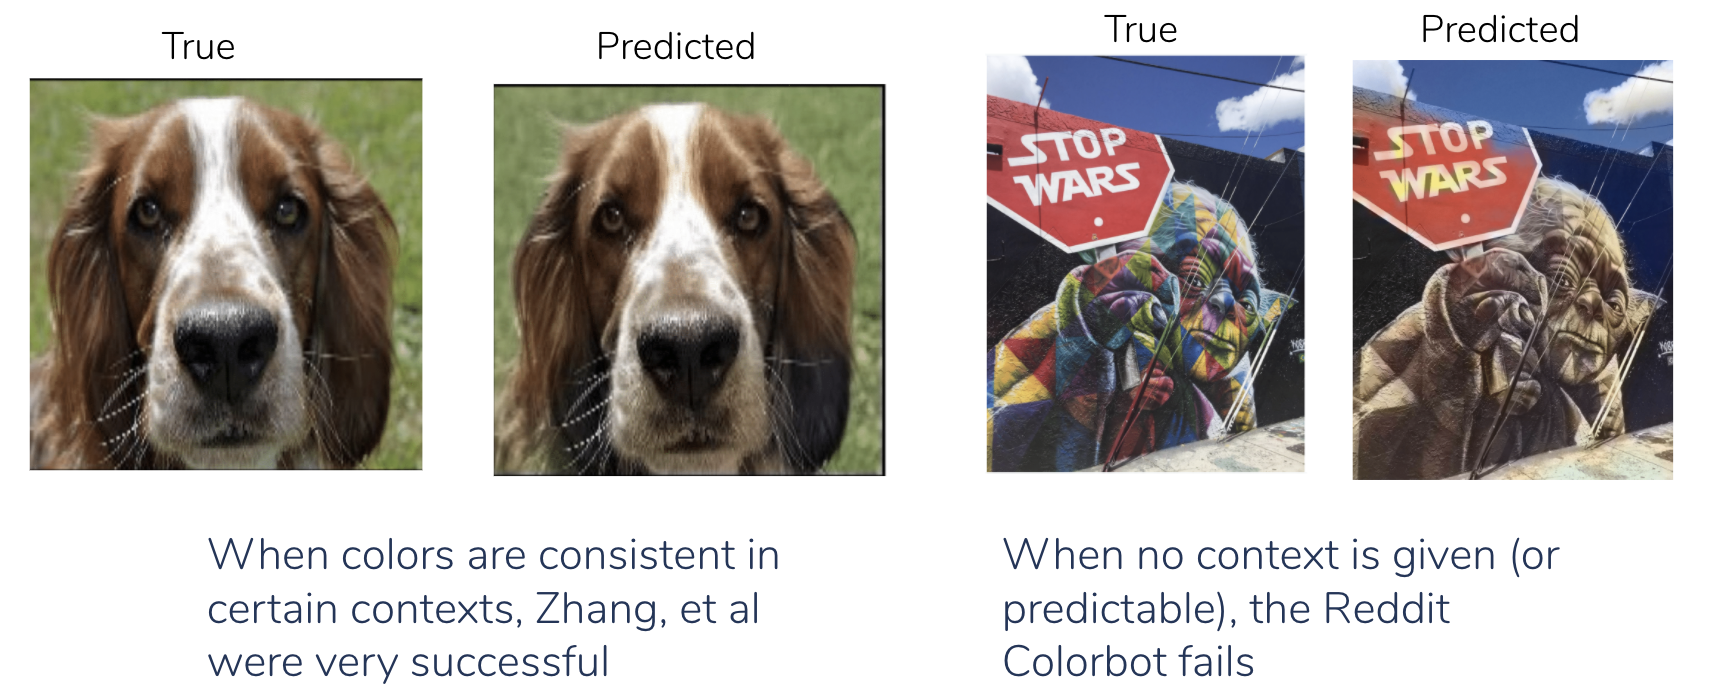 True
Predicted
STOP
WARS
When colors are consistent in
certain contexts, Zhang, et al
were very successful
True
Predicted
STOP
WARS
When no context is given (or
predictable), the Reddit
Colorbot fails